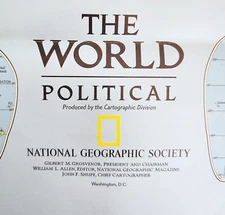 THE
WORLD
POLITICAL
Produced by the Cartographic Division
NATIONAL GEOGRAPHIC SOCIETY
GILBERT M. GROSVENOR, PRESIDENT AND CHAIRMAN
WILLIAM L. ALLEN, EDITOR, NATIONAL GEOGRAPHIC MAGAZINE
JOHN F. SHUPE, CHIEF CARTOGRAPHER
Washington, D.C.